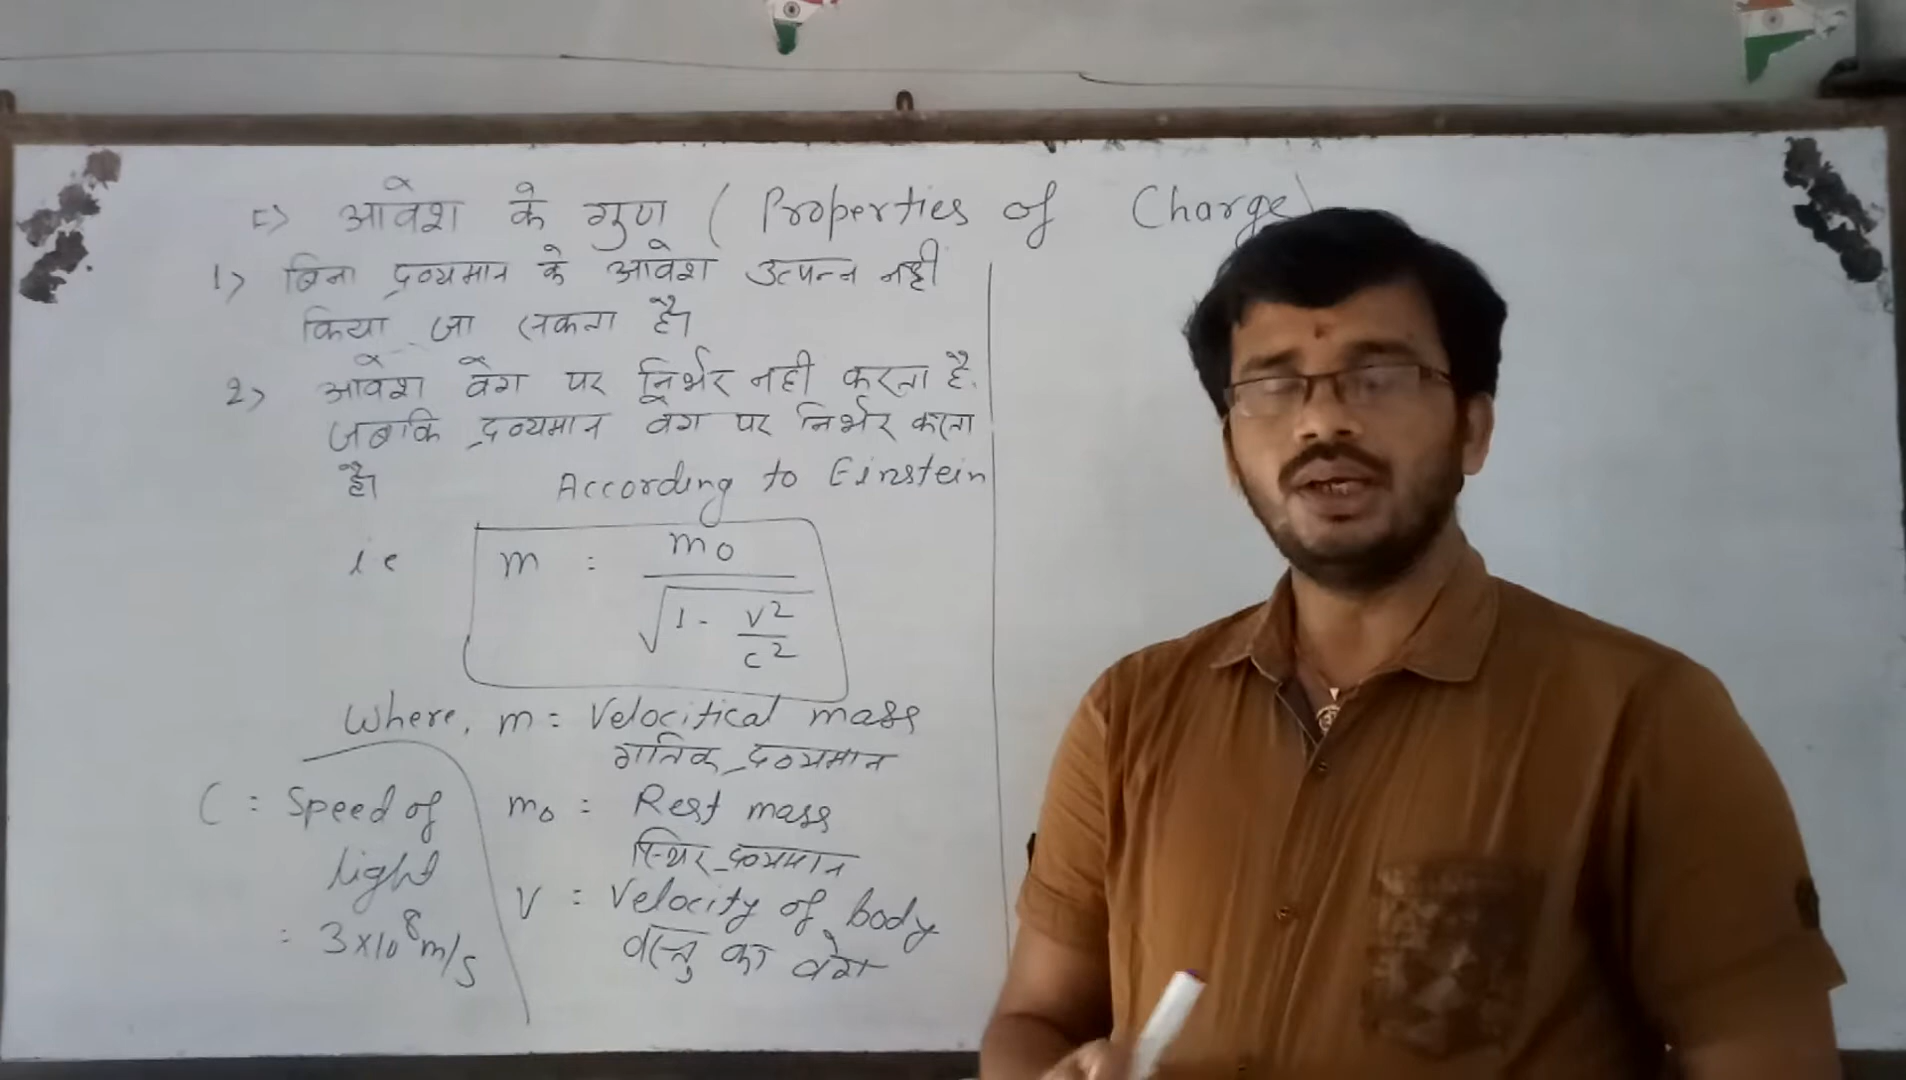 ⇒ आवेश के गुण ( Properties of Charge)
1> बिना द्रव्यमान के आवेश उत्पन्न नही
किया जा सकता है।
2> आवेश वेग पर निर्भर नही करता है.
जबकि द्रव्यमान वेग पर निर्भर करता
है।
According to Einstein
i e m = m₀ / √(1 - v²/c²)
Where, m = Velocitical mass
गतिक द्रव्यमान
m₀ = Rest mass
स्थिर द्रव्यमान
V = Velocity of body
वस्तु का वेग
C = Speed of
light
= 3×10⁸ m/s